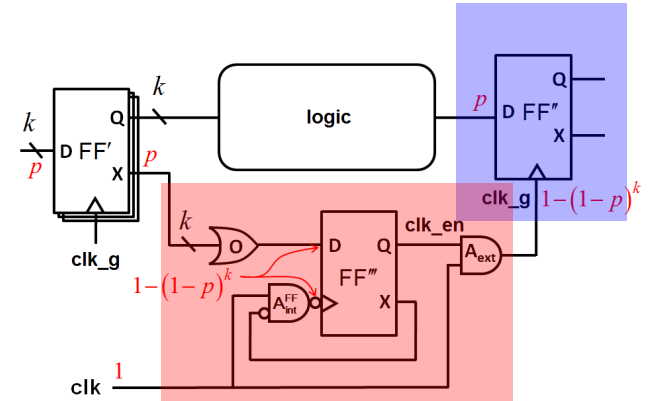 k
Q
k
D FF′
p
X
p
clk_g
logic
p
Q
D FF″
X
clk_g
1−(1−p)^k
k
O
D
Q
clk_en
A_ext
FF‴
1−(1−p)^k
A_int^FF
X
clk
1